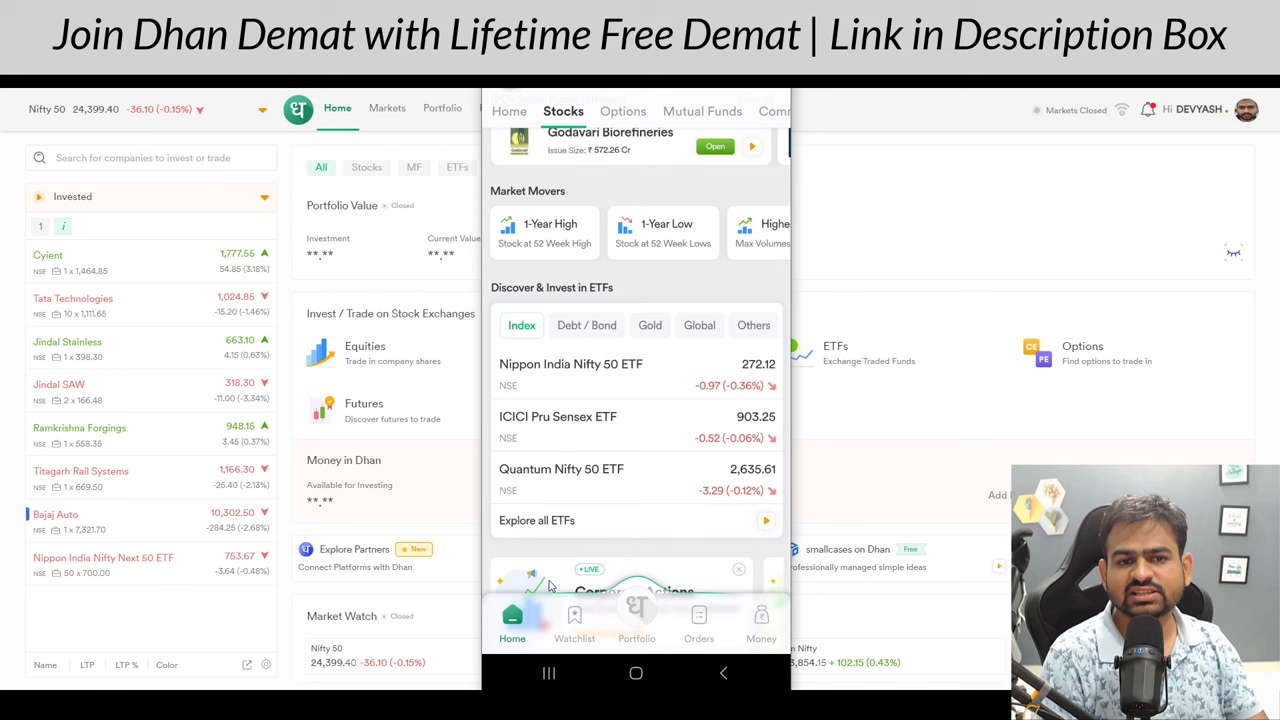 Join Dhan Demat with Lifetime Free Demat | Link in Description Box
Nifty 50 24,399.40 -36.10 (-0.15%)
ध Home Markets Portfolio
Markets Closed Hi DEVYASH
Search for companies to invest or trade
Invested
1 i
Cyient 1,777.55
NSE 1 x 1,464.85 54.85 (3.18%)
Tata Technologies 1,024.85
NSE 10 x 1,111.65 -15.20 (-1.46%)
Jindal Stainless 663.10
NSE 1 x 398.30 4.15 (0.63%)
Jindal SAW 318.30
NSE 2 x 166.48 -11.00 (-3.34%)
Ramkrishna Forgings 948.15
NSE 1 x 558.35 3.45 (0.37%)
Titagarh Rail Systems 1,166.30
NSE 1 x 669.50 -25.40 (-2.13%)
Bajaj Auto 10,302.50
NSE 1 x 7,321.70 -284.25 (-2.68%)
Nippon India Nifty Next 50 ETF 753.67
NSE 50 x 700.00 -3.64 (-0.48%)
Name LTP LTP % Color
All Stocks MF ETFs
Portfolio Value Closed
Investment Current Value
**.** **.**
Invest / Trade on Stock Exchanges
Equities
Trade in company shares
Futures
Discover futures to trade
Money in Dhan
Available for Investing
**.**
Explore Partners New
Connect Platforms with Dhan
Market Watch Closed
Nifty 50
24,399.40 -36.10 (-0.15%)
Home Stocks Options Mutual Funds Comm
Godavari Biorefineries
Issue Size: ₹ 572.26 Cr Open
Market Movers
1-Year High
Stock at 52 Week High
1-Year Low
Stock at 52 Week Lows
Highe
Max Volumes
Discover & Invest in ETFs
Index Debt / Bond Gold Global Others
Nippon India Nifty 50 ETF 272.12
NSE -0.97 (-0.36%)
ICICI Pru Sensex ETF 903.25
NSE -0.52 (-0.06%)
Quantum Nifty 50 ETF 2,635.61
NSE -3.29 (-0.12%)
Explore all ETFs
LIVE
Corporate Actions
ध
Home Watchlist Portfolio Orders Money
ETFs
Exchange Traded Funds
CE
PE
Options
Find options to trade in
Add
smallcases on Dhan Free
rofessionally managed simple ideas
n Nifty
3,854.15 + 102.15 (0.43%)